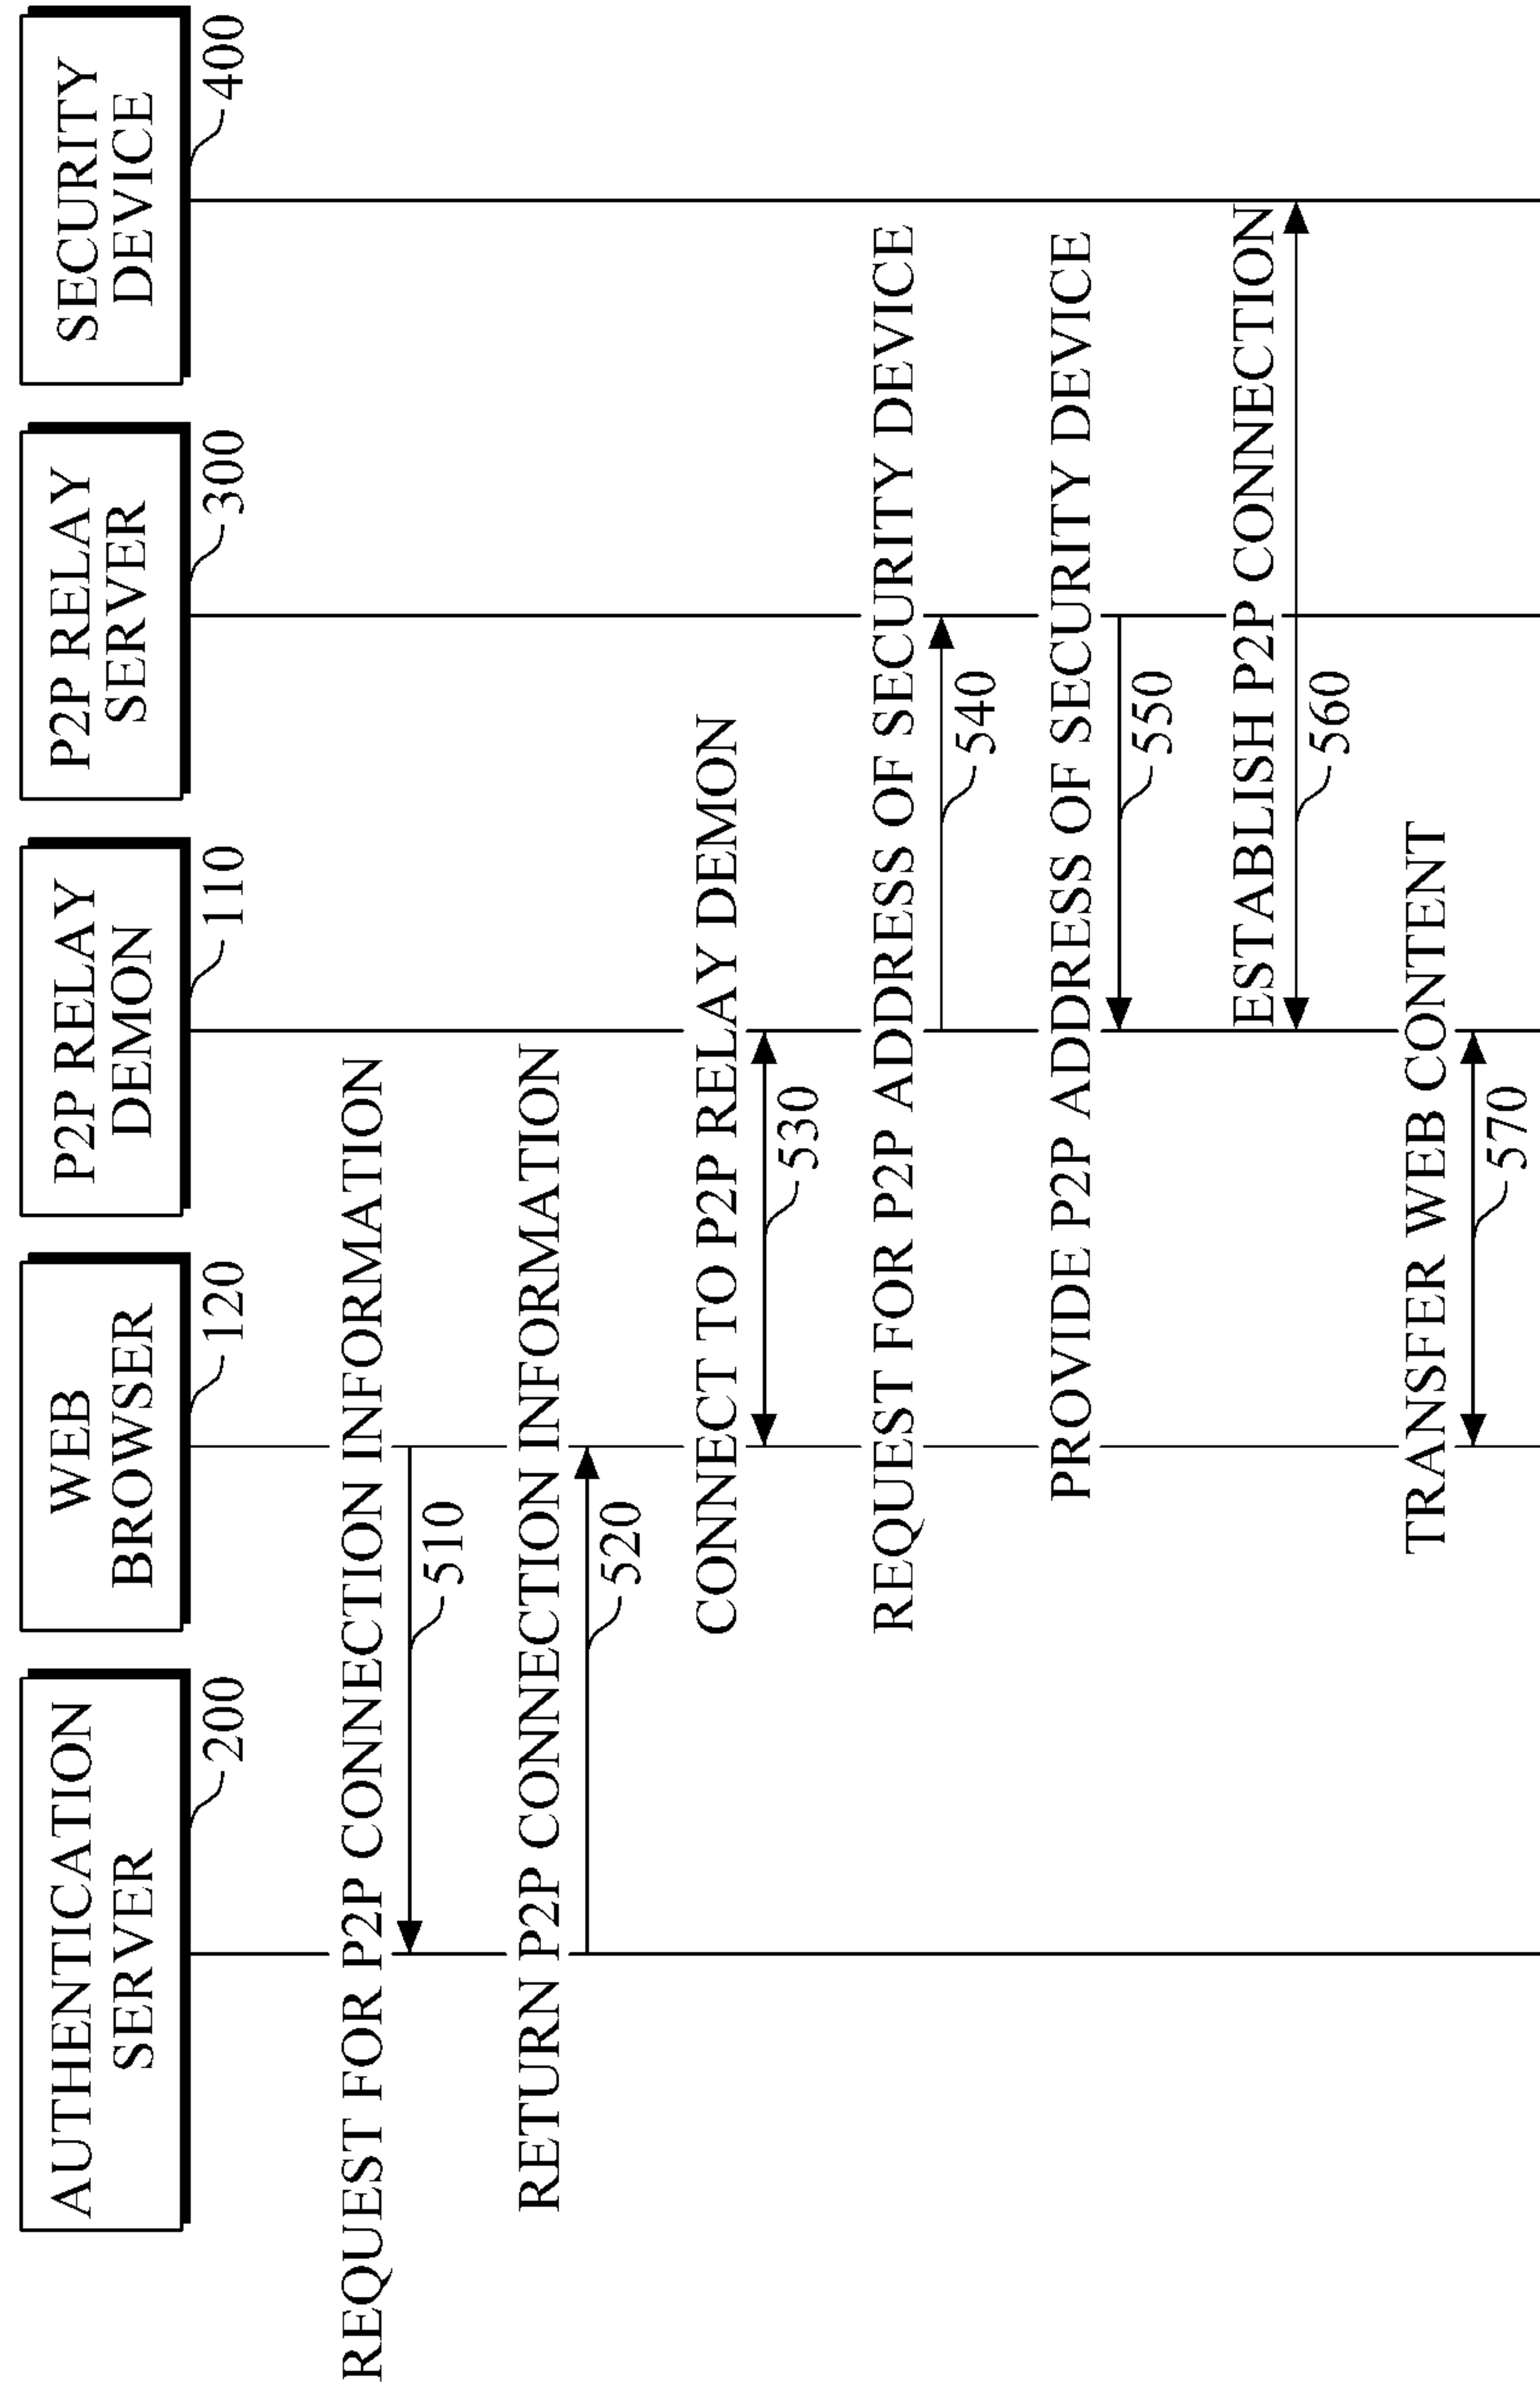 AUTHENTICATION
SERVER
200
WEB
BROWSER
120
P2P RELAY
DEMON
110
P2P RELAY
SERVER
300
SECURITY
DEVICE
400
REQUEST FOR P2P CONNECTION INFORMATION
510
RETURN P2P CONNECTION INFORMATION
520
CONNECT TO P2P RELAY DEMON
530
REQUEST FOR P2P ADDRESS OF SECURITY DEVICE
540
PROVIDE P2P ADDRESS OF SECURITY DEVICE
550
ESTABLISH P2P CONNECTION
560
TRANSFER WEB CONTENT
570